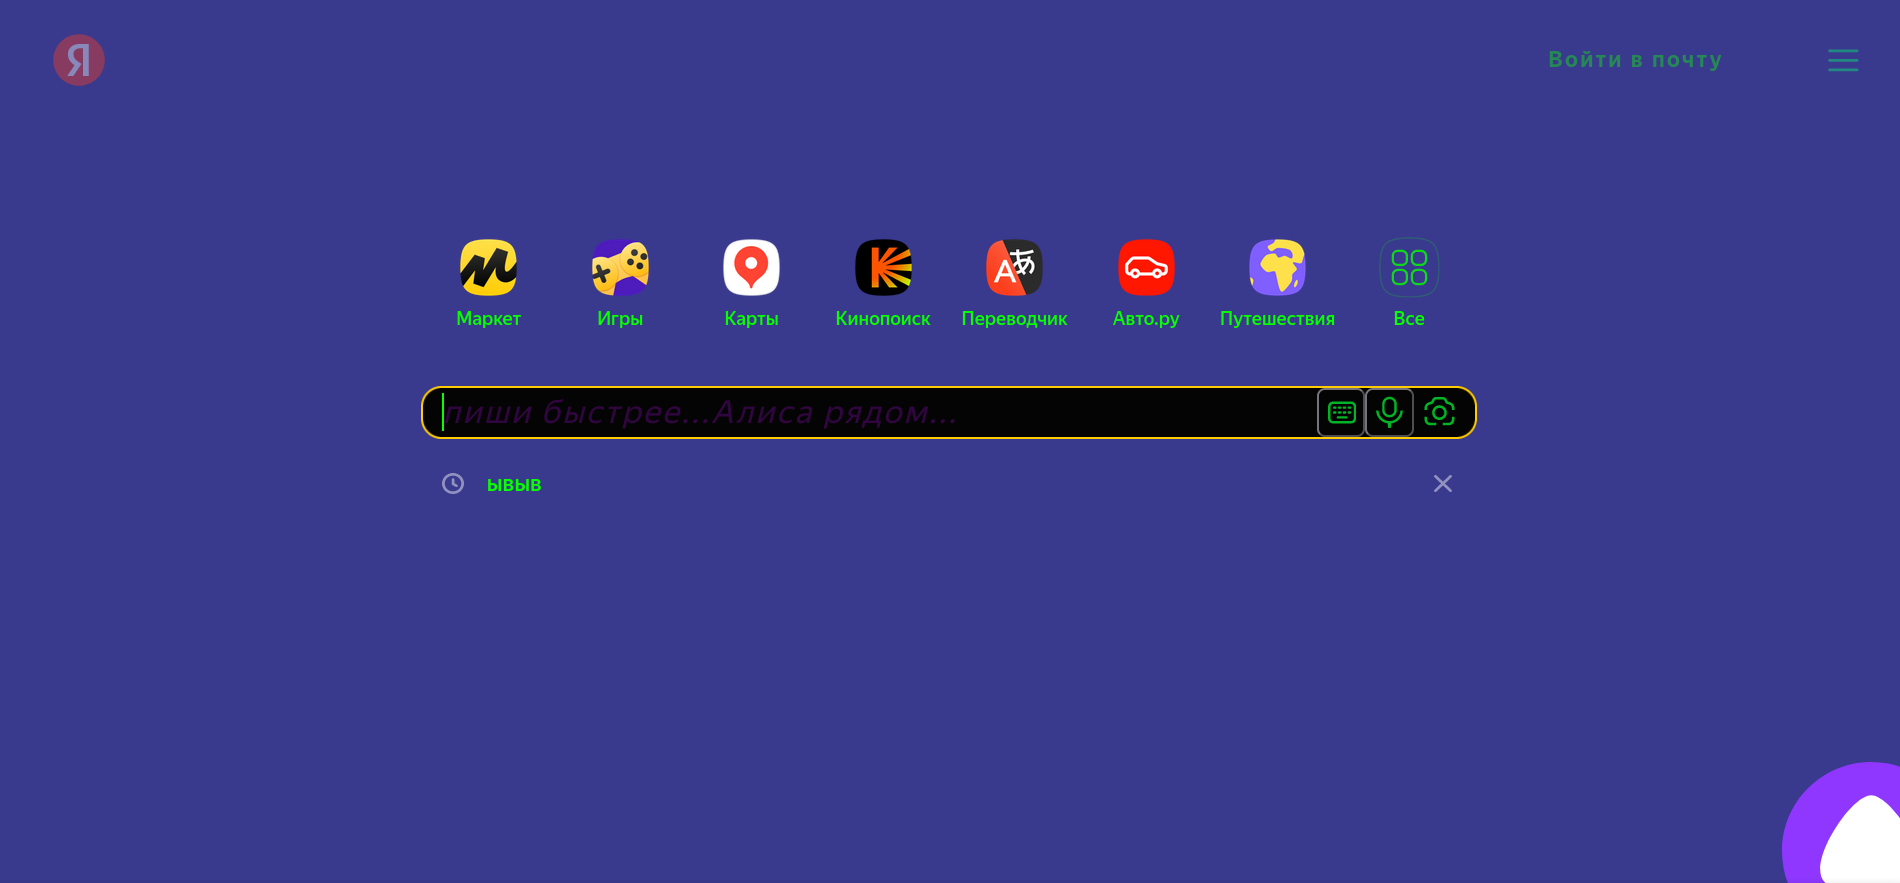 Я
Войти в почту
Маркет Игры Карты Кинопоиск Переводчик Авто.ру Путешествия Все
пиши быстрее...Алиса рядом...
ывыв